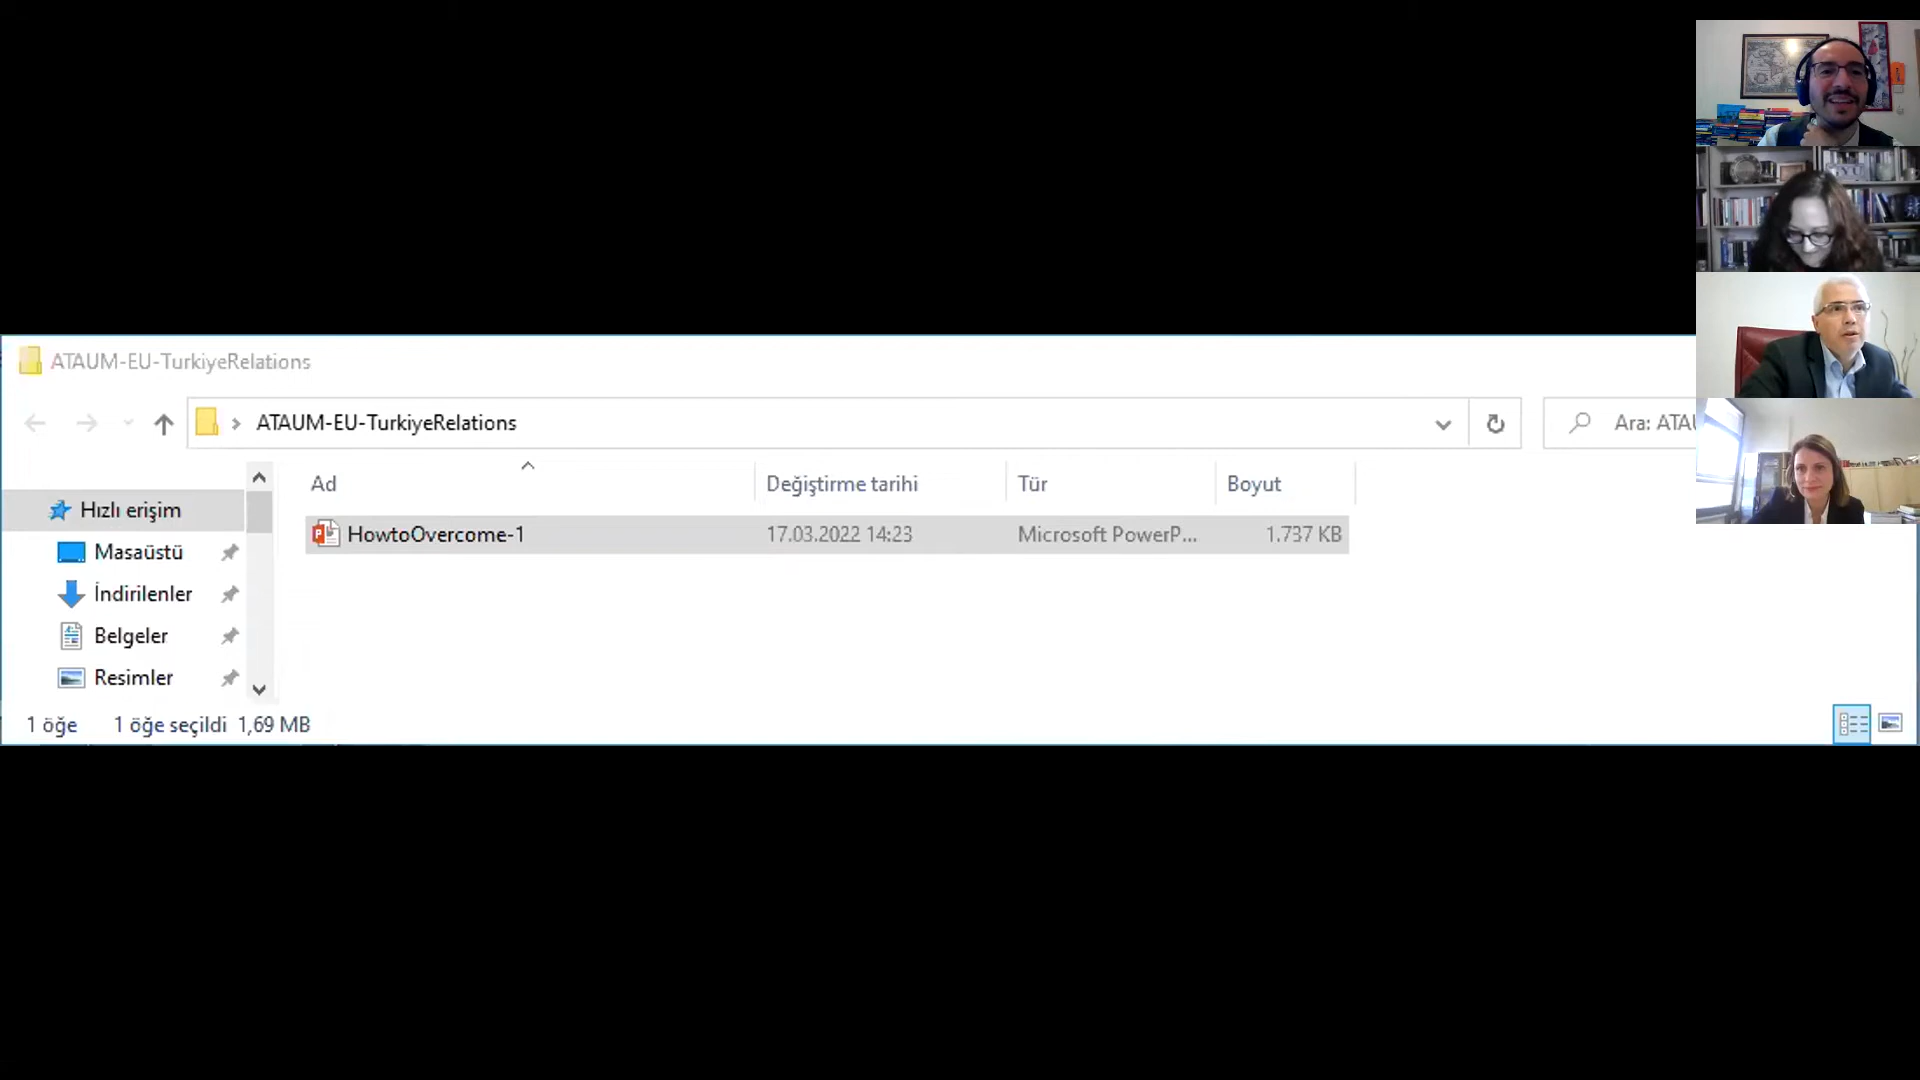 ATAUM-EU-TurkiyeRelations
ATAUM-EU-TurkiyeRelations
Ara: ATAU
Ad Değiştirme tarihi Tür Boyut
Hızlı erişim
HowtoOvercome-1 17.03.2022 14:23 Microsoft PowerP... 1.737 KB
Masaüstü
İndirilenler
Belgeler
Resimler
1 öğe 1 öğe seçildi 1,69 MB